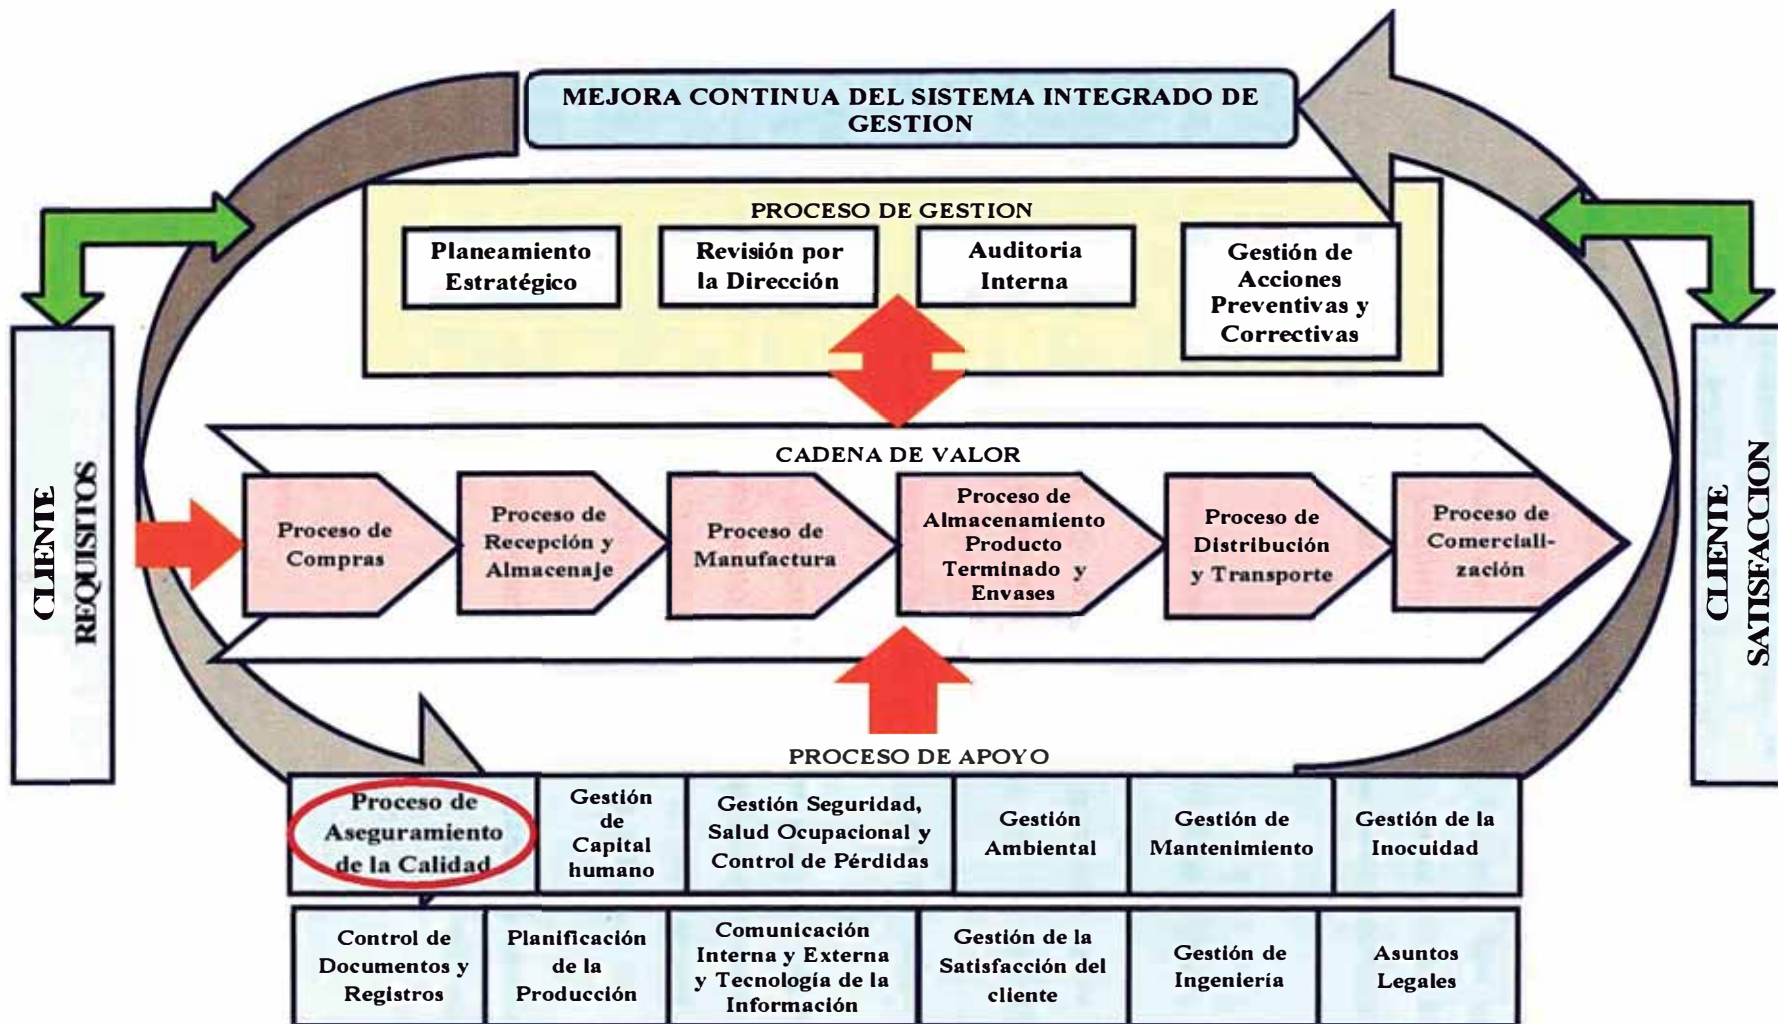 MEJORA CONTINUA DEL SISTEMA INTEGRADO DE
GESTION
PROCESO DE GESTION
Planeamiento
Estratégico
Revisión por
la Dirección
Auditoria
Interna
Gestión de
Acciones
Preventivas y
Correctivas
CLIENTE
REQUISITOS
CADENA DE VALOR
Proceso de
Compras
Proceso de
Recepción y
Almacenaje
Proceso de
Manufactura
Proceso de
Almacenamiento
Producto
Terminado y
Envases
Proceso de
Distribución
y Transporte
Proceso de
Comerciali-
zación
CLIENTE
SATISFACCION
PROCESO DE APOYO
Proceso de
Aseguramiento
de la Calidad
Gestión
de
Capital
humano
Gestión Seguridad,
Salud Ocupacional y
Control de Pérdidas
Gestión
Ambiental
Gestión de
Mantenimiento
Gestión de la
Inocuidad
Control de
Documentos y
Registros
Planificación
de la
Producción
Comunicación
Interna y Externa
y Tecnología de la
Información
Gestión de la
Satisfacción del
cliente
Gestión de
Ingeniería
Asuntos
Legales